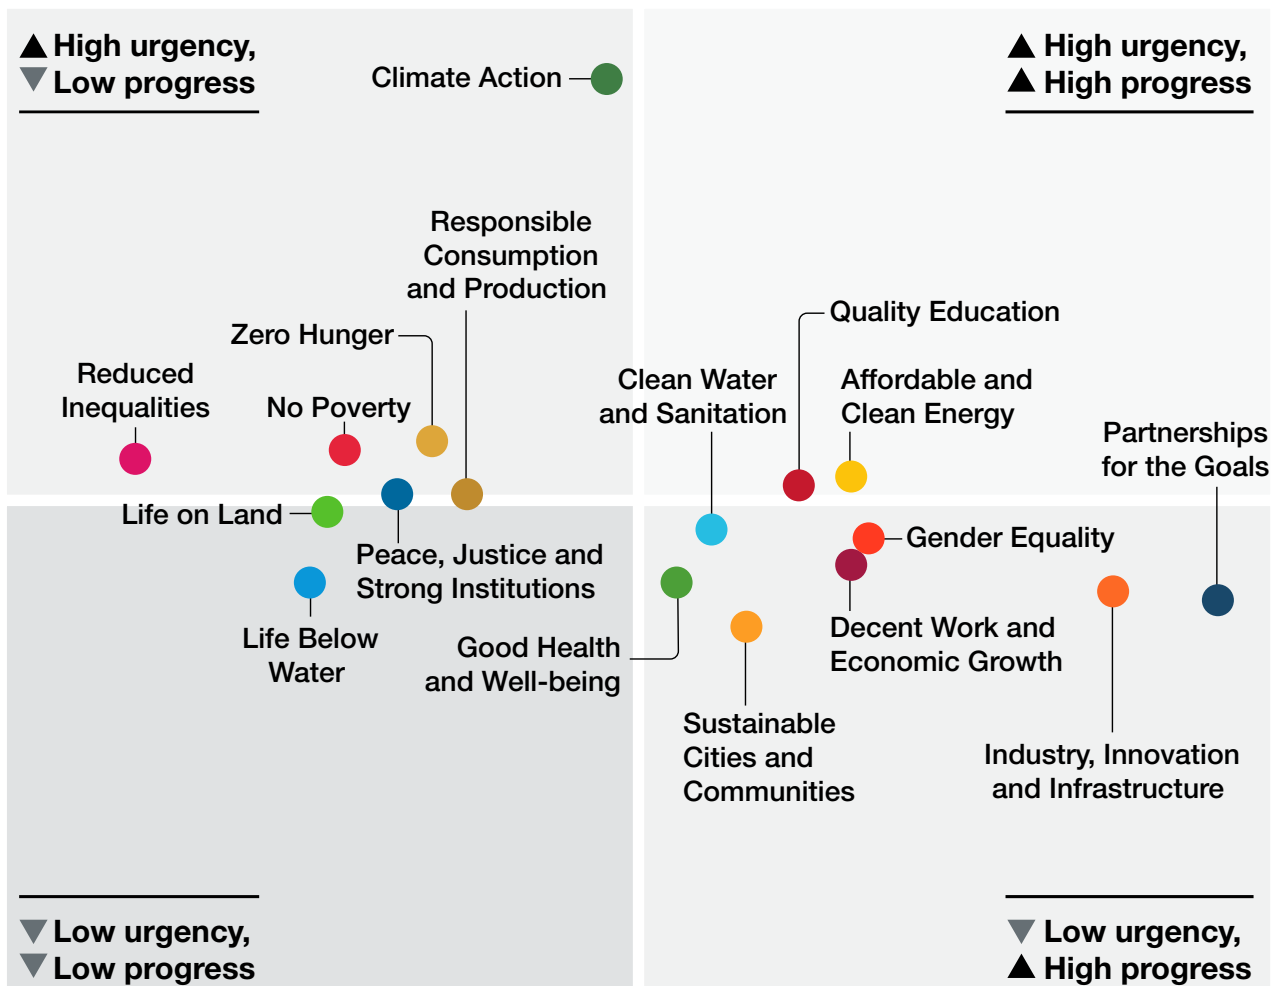 High urgency,
Low progress
High urgency,
High progress
Climate Action
Responsible
Consumption
and Production
Quality Education
Zero Hunger
Reduced
Inequalities
No Poverty
Clean Water
and Sanitation
Affordable and
Clean Energy
Partnerships
for the Goals
Life on Land
Peace, Justice and
Strong Institutions
Gender Equality
Life Below
Water
Good Health
and Well-being
Decent Work and
Economic Growth
Sustainable
Cities and
Communities
Industry, Innovation
and Infrastructure
Low urgency,
Low progress
Low urgency,
High progress